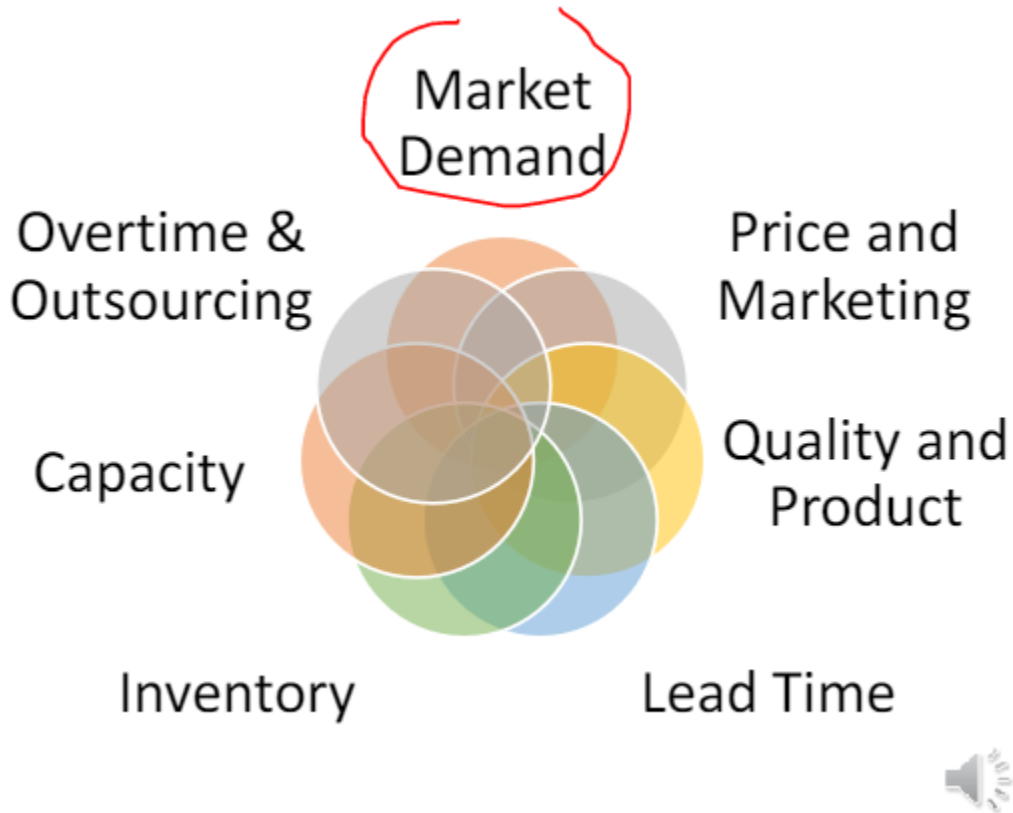 Market
Demand
Overtime &
Outsourcing
Price and
Marketing
Capacity
Quality and
Product
Inventory
Lead Time